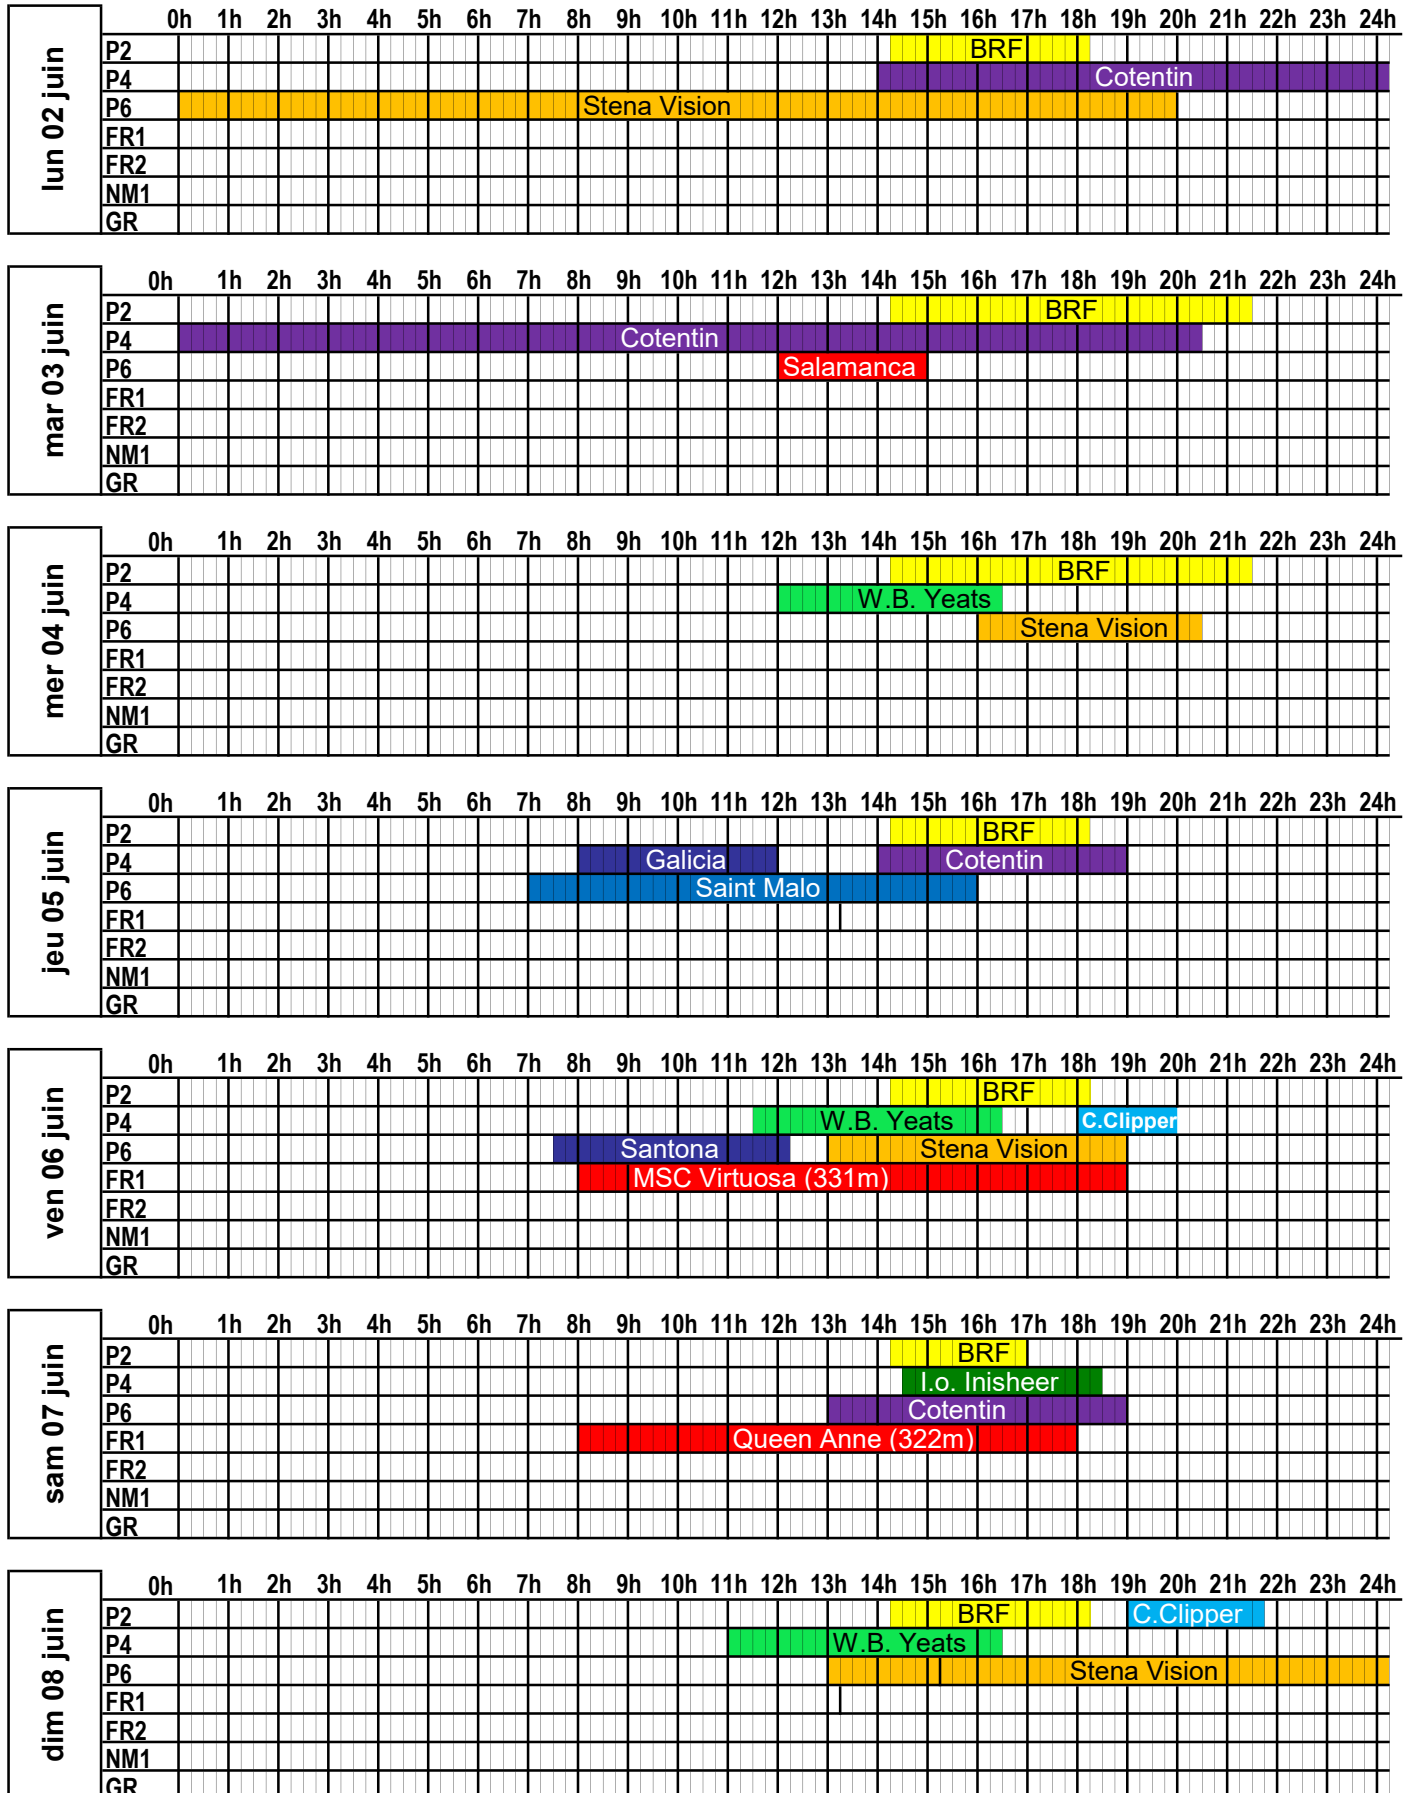 0h 1h 2h 3h 4h 5h 6h 7h 8h 9h 10h 11h 12h 13h 14h 15h 16h 17h 18h 19h 20h 21h 22h 23h 24h
lun 02 juin
P2 BRF
P4 Cotentin
P6 Stena Vision
FR1
FR2
NM1
GR
0h 1h 2h 3h 4h 5h 6h 7h 8h 9h 10h 11h 12h 13h 14h 15h 16h 17h 18h 19h 20h 21h 22h 23h 24h
mar 03 juin
P2 BRF
P4 Cotentin
P6 Salamanca
FR1
FR2
NM1
GR
0h 1h 2h 3h 4h 5h 6h 7h 8h 9h 10h 11h 12h 13h 14h 15h 16h 17h 18h 19h 20h 21h 22h 23h 24h
mer 04 juin
P2 BRF
P4 W.B. Yeats
P6 Stena Vision
FR1
FR2
NM1
GR
0h 1h 2h 3h 4h 5h 6h 7h 8h 9h 10h 11h 12h 13h 14h 15h 16h 17h 18h 19h 20h 21h 22h 23h 24h
jeu 05 juin
P2 BRF
P4 Galicia Cotentin
P6 Saint Malo
FR1
FR2
NM1
GR
0h 1h 2h 3h 4h 5h 6h 7h 8h 9h 10h 11h 12h 13h 14h 15h 16h 17h 18h 19h 20h 21h 22h 23h 24h
ven 06 juin
P2 BRF
P4 W.B. Yeats C.Clipper
P6 Santona Stena Vision
FR1 MSC Virtuosa (331m)
FR2
NM1
GR
0h 1h 2h 3h 4h 5h 6h 7h 8h 9h 10h 11h 12h 13h 14h 15h 16h 17h 18h 19h 20h 21h 22h 23h 24h
sam 07 juin
P2 BRF
P4 I.o. Inisheer
P6 Cotentin
FR1 Queen Anne (322m)
FR2
NM1
GR
0h 1h 2h 3h 4h 5h 6h 7h 8h 9h 10h 11h 12h 13h 14h 15h 16h 17h 18h 19h 20h 21h 22h 23h 24h
dim 08 juin
P2 BRF C.Clipper
P4 W.B. Yeats
P6 Stena Vision
FR1
FR2
NM1
GR